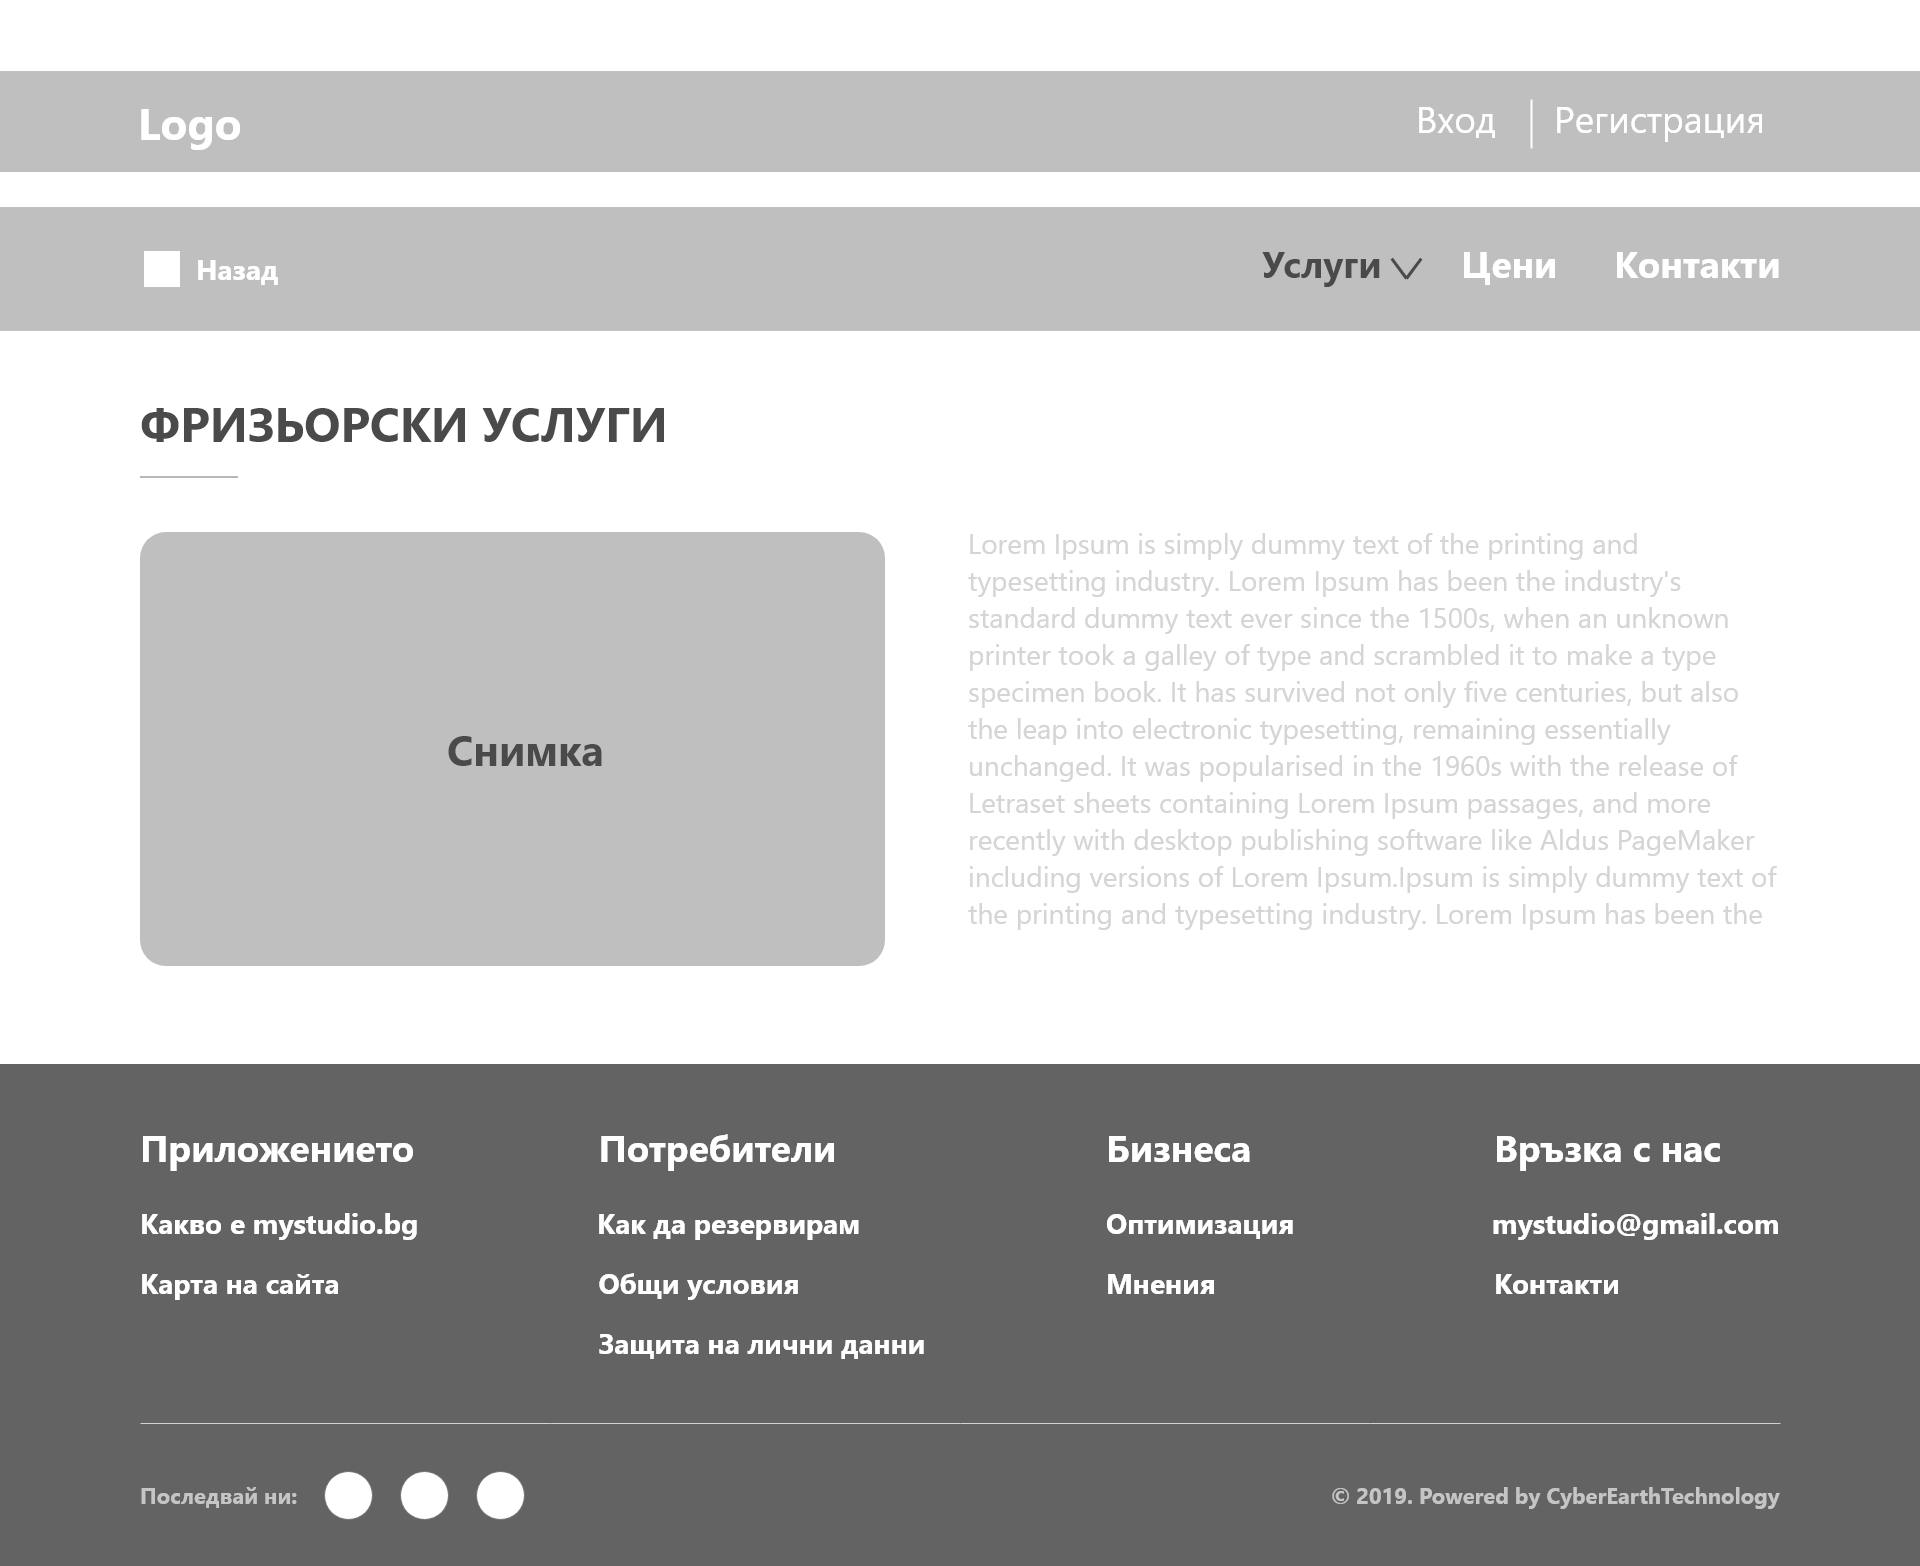 Logo
Вход
Регистрация
Назад
Услуги
Цени
Контакти
ФРИЗЬОРСКИ УСЛУГИ
Снимка
Lorem Ipsum is simply dummy text of the printing and
typesetting industry. Lorem Ipsum has been the industry's
standard dummy text ever since the 1500s, when an unknown
printer took a galley of type and scrambled it to make a type
specimen book. It has survived not only five centuries, but also
the leap into electronic typesetting, remaining essentially
unchanged. It was popularised in the 1960s with the release of
Letraset sheets containing Lorem Ipsum passages, and more
recently with desktop publishing software like Aldus PageMaker
including versions of Lorem Ipsum.Ipsum is simply dummy text of
the printing and typesetting industry. Lorem Ipsum has been the
Приложението
Какво е mystudio.bg
Карта на сайта
Потребители
Как да резервирам
Общи условия
Защита на лични данни
Бизнеса
Оптимизация
Мнения
Връзка с нас
mystudio@gmail.com
Контакти
Последвай ни:
© 2019. Powered by CyberEarthTechnology